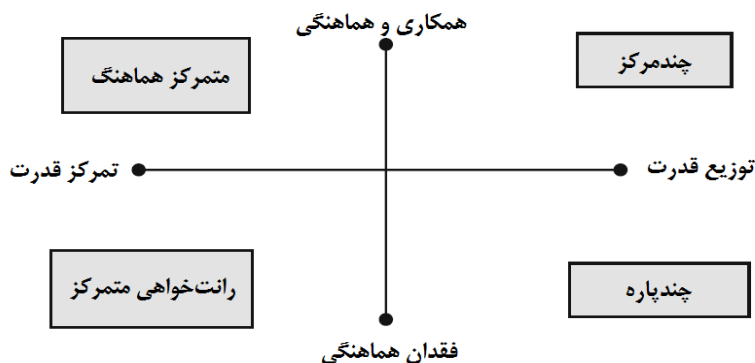 همکاری و هماهنگی
چندمرکز
متمرکز هماهنگ
توزیع قدرت
تمرکز قدرت
رانت‌خواهی متمرکز
چندپاره
فقدان هماهنگی